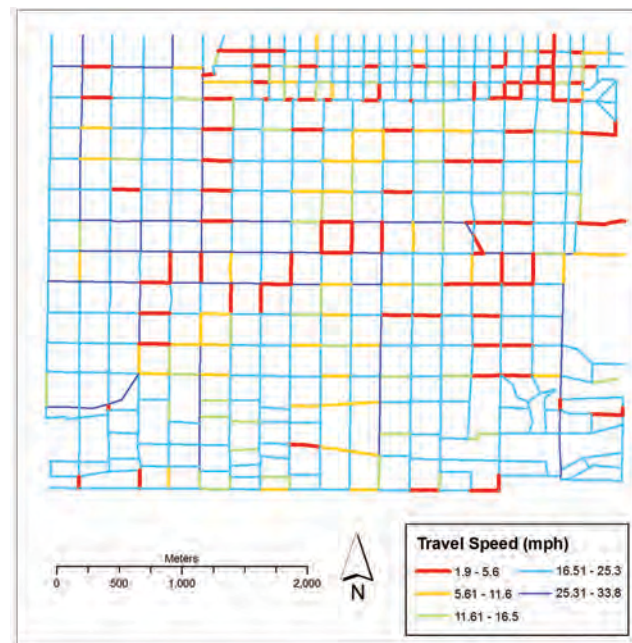 Meters
0 500 1,000 2,000
N
Travel Speed (mph)
1.9 - 5.6 16.51 - 25.3
5.61 - 11.6 25.31 - 33.8
11.61 - 16.5